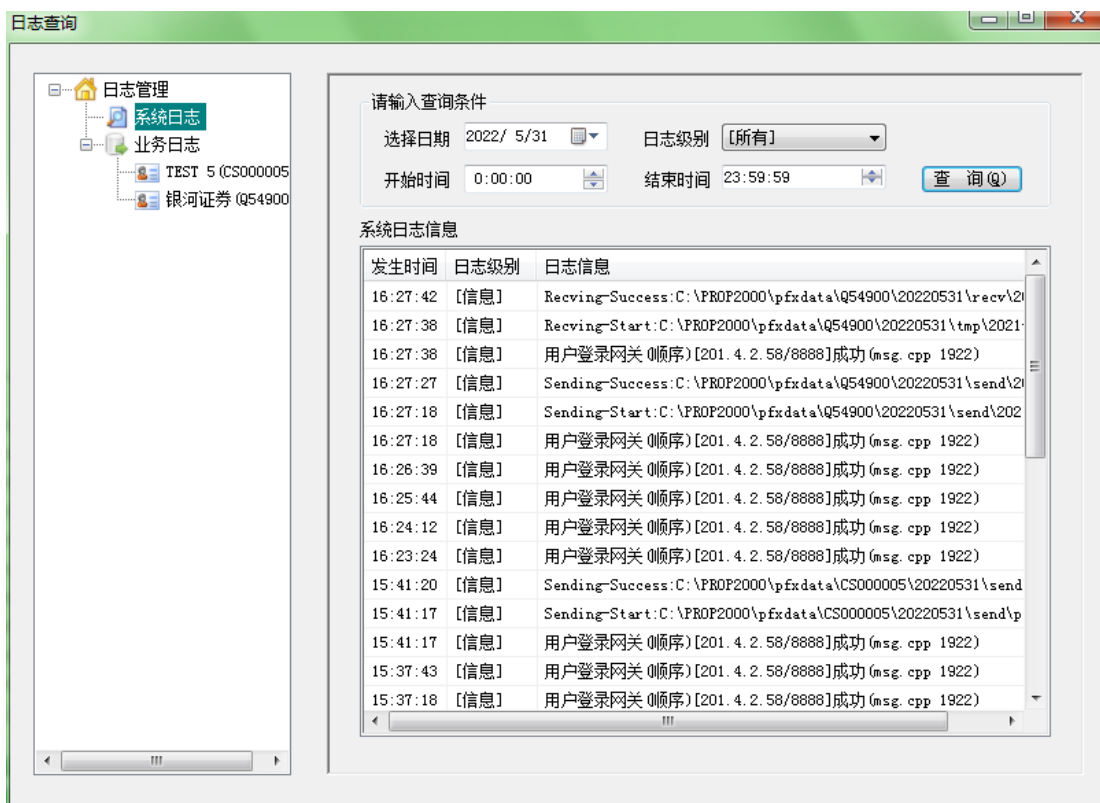 日志查询
日志管理
系统日志
业务日志
TEST 5(CS000005
银河证券(Q54900
请输入查询条件
选择日期 2022/ 5/31 日志级别 [所有]
开始时间 0:00:00 结束时间 23:59:59 查 询(Q)
系统日志信息
发生时间 日志级别 日志信息
16:27:42 [信息] Recving-Success:C:\PROP2000\pfxdata\Q54900\20220531\recv\2
16:27:38 [信息] Recving-Start:C:\PROP2000\pfxdata\Q54900\20220531\tmp\2021
16:27:38 [信息] 用户登录网关(顺序)[201.4.2.58/8888]成功(msg.cpp 1922)
16:27:27 [信息] Sending-Success:C:\PROP2000\pfxdata\Q54900\20220531\send\2
16:27:18 [信息] Sending-Start:C:\PROP2000\pfxdata\Q54900\20220531\send\202
16:27:18 [信息] 用户登录网关(顺序)[201.4.2.58/8888]成功(msg.cpp 1922)
16:26:39 [信息] 用户登录网关(顺序)[201.4.2.58/8888]成功(msg.cpp 1922)
16:25:44 [信息] 用户登录网关(顺序)[201.4.2.58/8888]成功(msg.cpp 1922)
16:24:12 [信息] 用户登录网关(顺序)[201.4.2.58/8888]成功(msg.cpp 1922)
16:23:24 [信息] 用户登录网关(顺序)[201.4.2.58/8888]成功(msg.cpp 1922)
15:41:20 [信息] Sending-Success:C:\PROP2000\pfxdata\CS000005\20220531\send
15:41:17 [信息] Sending-Start:C:\PROP2000\pfxdata\CS000005\20220531\send\p
15:41:17 [信息] 用户登录网关(顺序)[201.4.2.58/8888]成功(msg.cpp 1922)
15:37:43 [信息] 用户登录网关(顺序)[201.4.2.58/8888]成功(msg.cpp 1922)
15:37:18 [信息] 用户登录网关(顺序)[201.4.2.58/8888]成功(msg.cpp 1922)